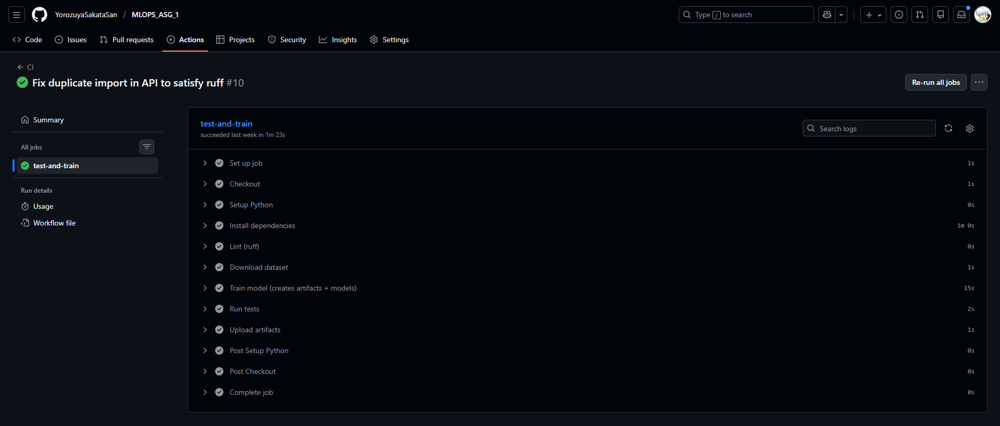 YorozuyaSakataSan / MLOPS_ASG_1
Type / to search
Code Issues Pull requests Actions Projects Security Insights Settings
CI
Fix duplicate import in API to satisfy ruff #10
Re-run all jobs
Summary
All jobs
test-and-train
Run details
Usage
Workflow file
test-and-train
succeeded last week in 1m 23s
Search logs
Set up job 1s
Checkout 1s
Setup Python 0s
Install dependencies 1m 0s
Lint (ruff) 0s
Download dataset 1s
Train model (creates artifacts + models) 15s
Run tests 2s
Upload artifacts 1s
Post Setup Python 0s
Post Checkout 0s
Complete job 0s